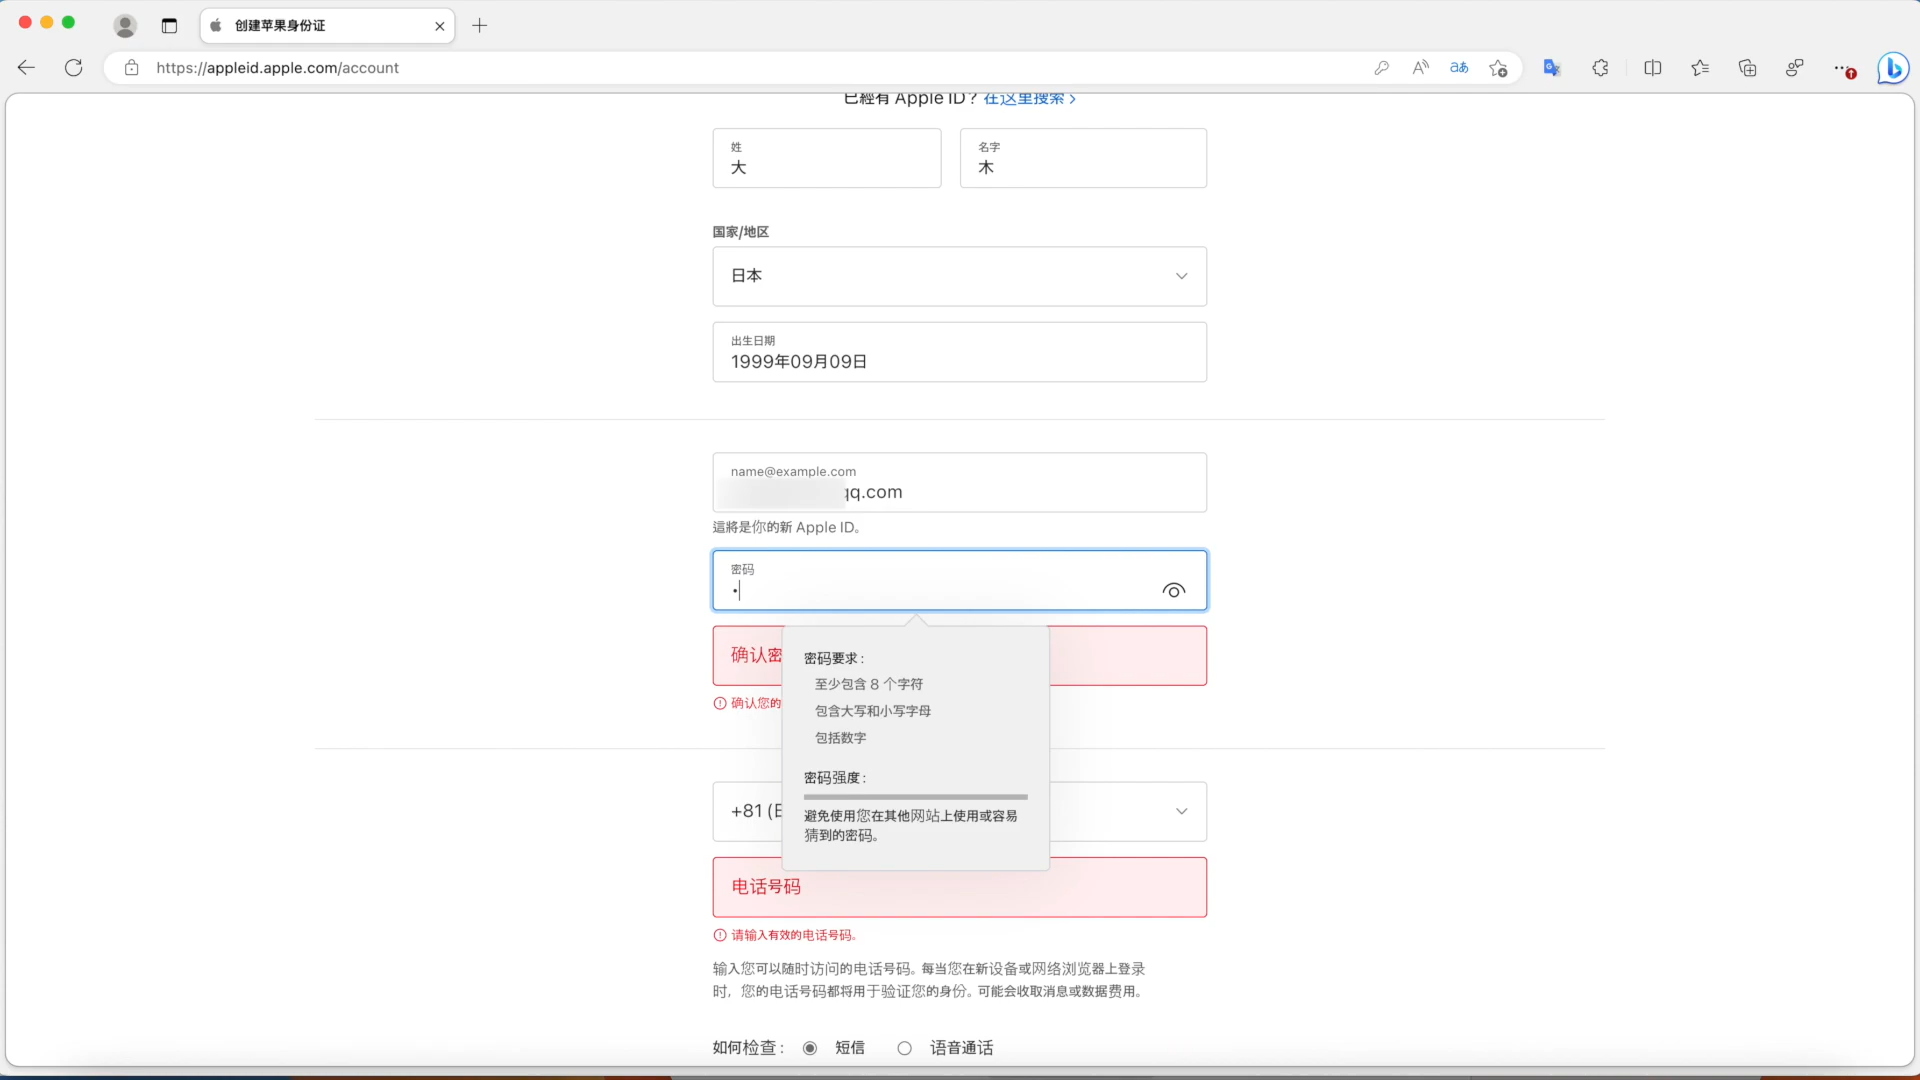 创建苹果身份证
https://appleid.apple.com/account
已經有 Apple ID？在这里搜索
姓
大
名字
木
国家/地区
日本
出生日期
1999年09月09日
name@example.com
qq.com
這將是你的新 Apple ID。
密码
确认密
密码要求：
至少包含 8 个字符
确认您的
包含大写和小写字母
包括数字
密码强度：
+81 (日
避免使用您在其他网站上使用或容易
猜到的密码。
电话号码
请输入有效的电话号码。
输入您可以随时访问的电话号码。每当您在新设备或网络浏览器上登录
时，您的电话号码都将用于验证您的身份。可能会收取消息或数据费用。
如何检查： 短信 语音通话